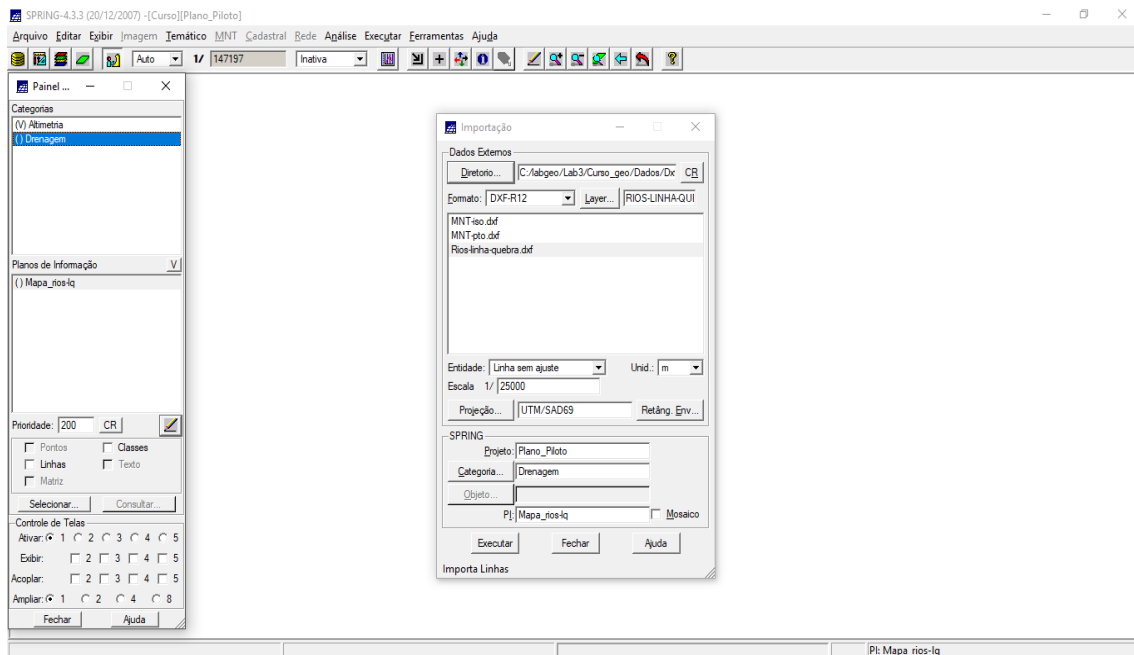 SPRING-4.3.3 (20/12/2007) -[Curso][Plano_Piloto]
Arquivo Editar Exibir Imagem Temático MNT Cadastral Rede Análise Executar Ferramentas Ajuda
Auto 1/ 147197 Inativa
Painel ...
Categorias
(V) Altimetria
( ) Drenagem
Planos de Informação V
( ) Mapa_rios-lq
Prioridade: 200 CR
Pontos Classes
Linhas Texto
Matriz
Selecionar... Consultar...
Controle de Telas
Ativar: 1 2 3 4 5
Exibir: 2 3 4 5
Acoplar: 2 3 4 5
Ampliar: 1 2 4 8
Fechar Ajuda
Importação
Dados Externos
Diretorio... C:/labgeo/Lab3/Curso_geo/Dados/Dx CR
Formato: DXF-R12 Layer... RIOS-LINHA-QUI
MNT-iso.dxf
MNT-pto.dxf
Rios-linha-quebra.dxf
Entidade: Linha sem ajuste Unid.: m
Escala 1/ 25000
Projeção... UTM/SAD69 Retâng. Env...
SPRING
Projeto: Plano_Piloto
Categoria... Drenagem
Objeto...
PI: Mapa_rios-lq Mosaico
Executar Fechar Ajuda
Importa Linhas
PI: Mapa_rios-lq